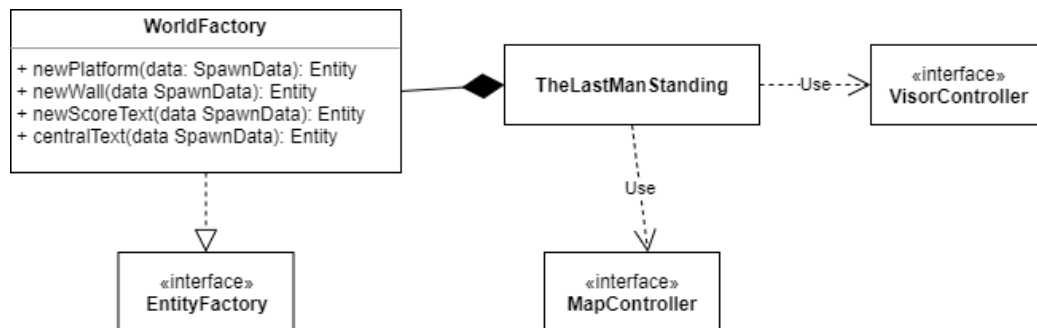 WorldFactory
+ newPlatform(data: SpawnData): Entity
+ newWall(data SpawnData): Entity
+ newScoreText(data SpawnData): Entity
+ centralText(data SpawnData): Entity
TheLastManStanding
Use
«interface»
VisorController
Use
«interface»
EntityFactory
«interface»
MapController